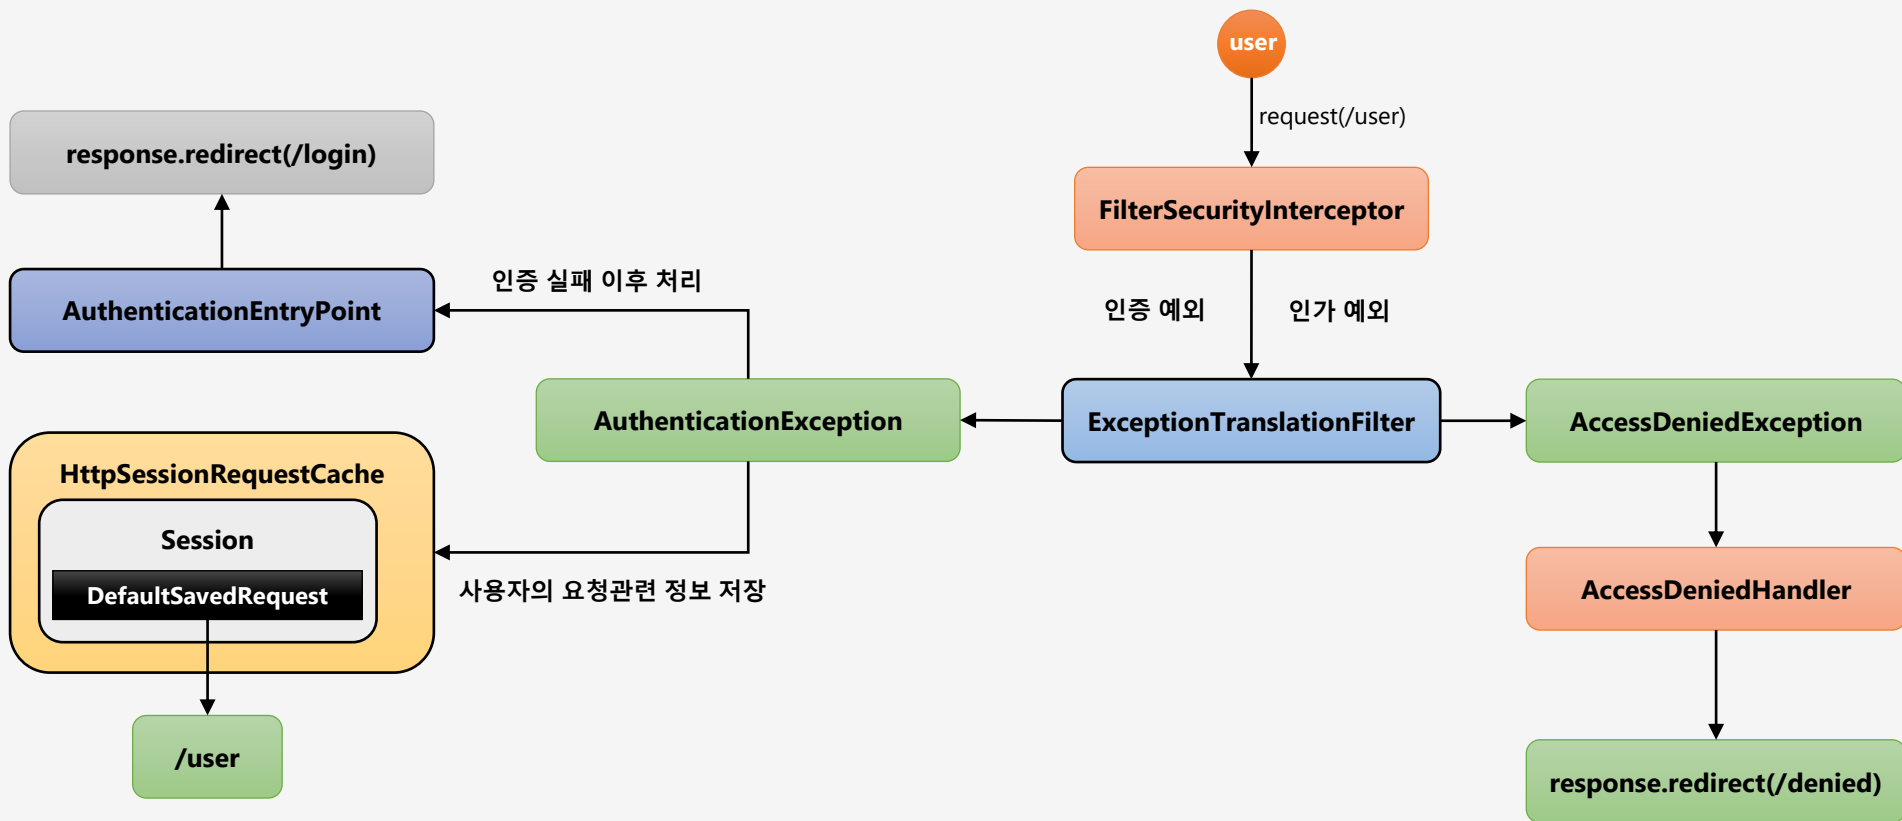 user
request(/user)
response.redirect(/login)
FilterSecurityInterceptor
AuthenticationEntryPoint
인증 실패 이후 처리
인증 예외
인가 예외
AuthenticationException
ExceptionTranslationFilter
AccessDeniedException
HttpSessionRequestCache
Session
DefaultSavedRequest
사용자의 요청관련 정보 저장
AccessDeniedHandler
/user
response.redirect(/denied)